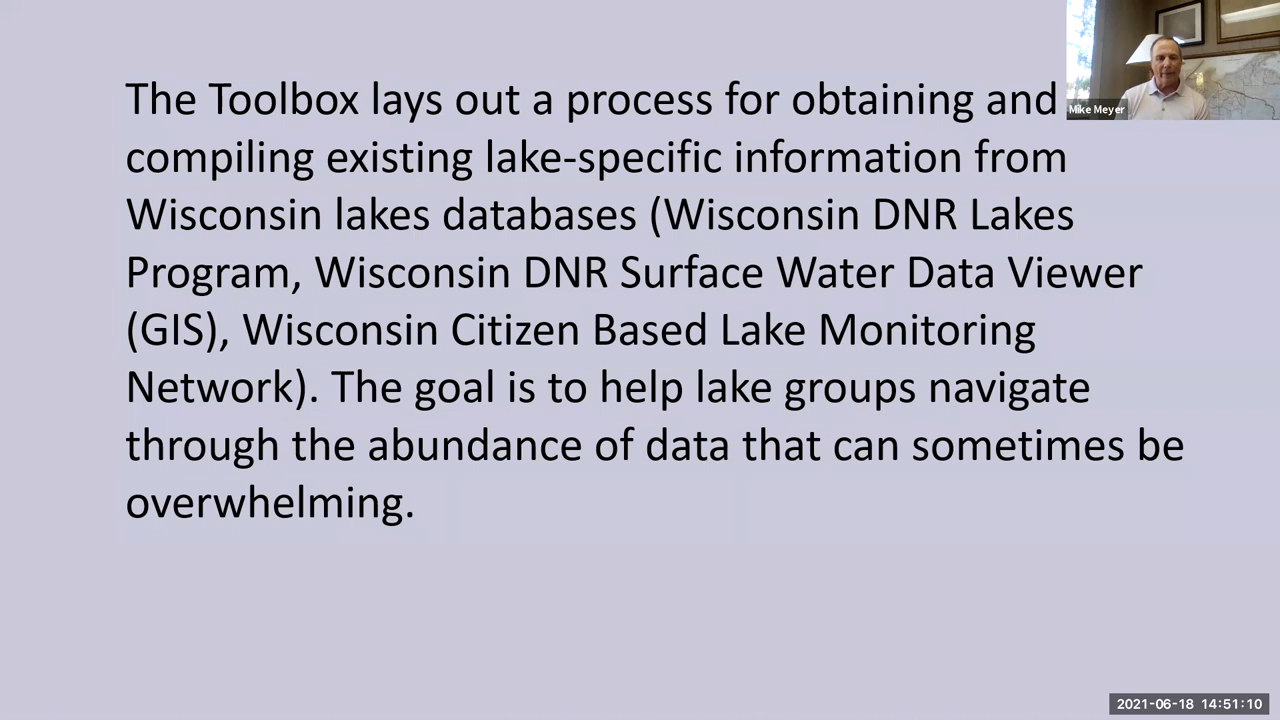 The Toolbox lays out a process for obtaining and
compiling existing lake-specific information from
Wisconsin lakes databases (Wisconsin DNR Lakes
Program, Wisconsin DNR Surface Water Data Viewer
(GIS), Wisconsin Citizen Based Lake Monitoring
Network). The goal is to help lake groups navigate
through the abundance of data that can sometimes be
overwhelming.
Mike Meyer
2021-06-18 14:51:10